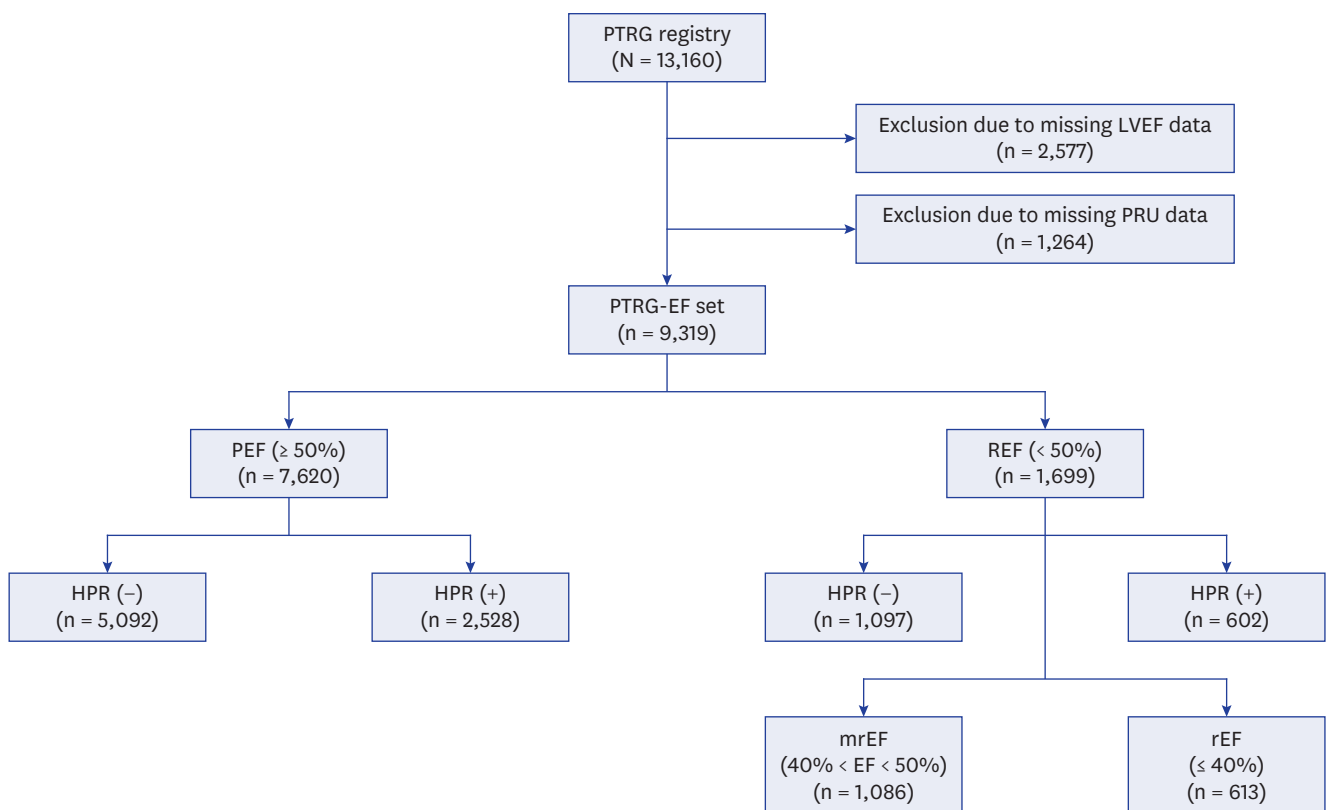 PTRG registry
(N = 13,160)
Exclusion due to missing LVEF data
(n = 2,577)
Exclusion due to missing PRU data
(n = 1,264)
PTRG-EF set
(n = 9,319)
PEF (≥ 50%)
(n = 7,620)
REF (< 50%)
(n = 1,699)
HPR (−)
(n = 5,092)
HPR (+)
(n = 2,528)
HPR (−)
(n = 1,097)
HPR (+)
(n = 602)
mrEF
(40% < EF < 50%)
(n = 1,086)
rEF
(≤ 40%)
(n = 613)